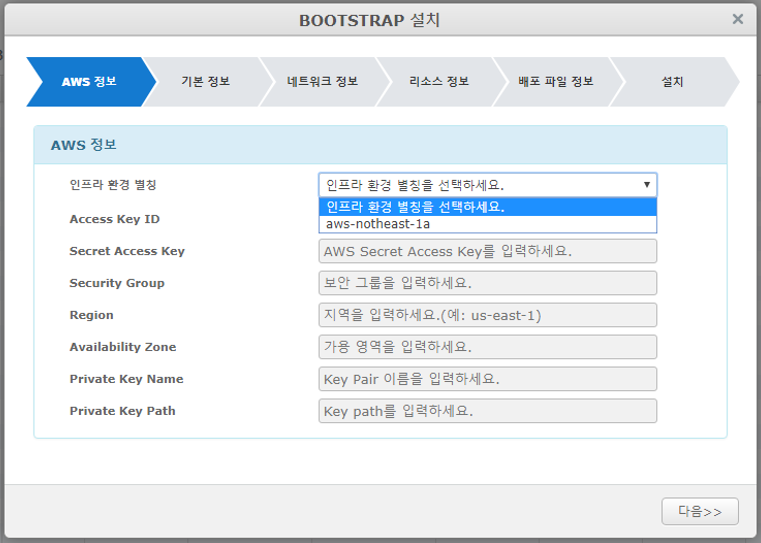 BOOTSTRAP 설치
AWS 정보
기본 정보
네트워크 정보
리소스 정보
배포 파일 정보
설치
AWS 정보
인프라 환경 별칭
인프라 환경 별칭을 선택하세요.
인프라 환경 별칭을 선택하세요.
aws-notheast-1a
Access Key ID
Secret Access Key
AWS Secret Access Key를 입력하세요.
Security Group
보안 그룹을 입력하세요.
Region
지역을 입력하세요.(예: us-east-1)
Availability Zone
가용 영역을 입력하세요.
Private Key Name
Key Pair 이름을 입력하세요.
Private Key Path
Key path를 입력하세요.
다음>>